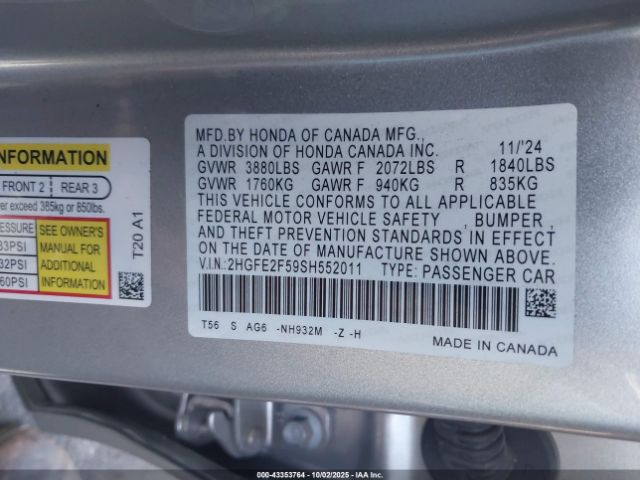 NFORMATION
FRONT 2 REAR 3
er exceed 385kg or 850lbs.
SSURE SEE OWNER'S
MANUAL FOR
33PSI
32PSI ADDITIONAL
60PSI INFORMATION
T20 A1
MFD.BY HONDA OF CANADA MFG.,
A DIVISION OF HONDA CANADA INC. 11/'24
GVWR 3880LBS GAWR F 2072LBS R 1840LBS
GVWR 1760KG GAWR F 940KG R 835KG
THIS VEHICLE CONFORMS TO ALL APPLICABLE
FEDERAL MOTOR VEHICLE SAFETY , BUMPER ,
AND THEFT PREVENTION STANDARDS IN EFFECT
ON THE DATE OF MANUFACTURE SHOWN ABOVE.
V.I.N:2HGFE2F59SH552011 TYPE: PASSENGER CAR
T56 S AG6 -NH932M -Z -H
MADE IN CANADA
000-43353764 - 10/02/2025 - IAA Inc.